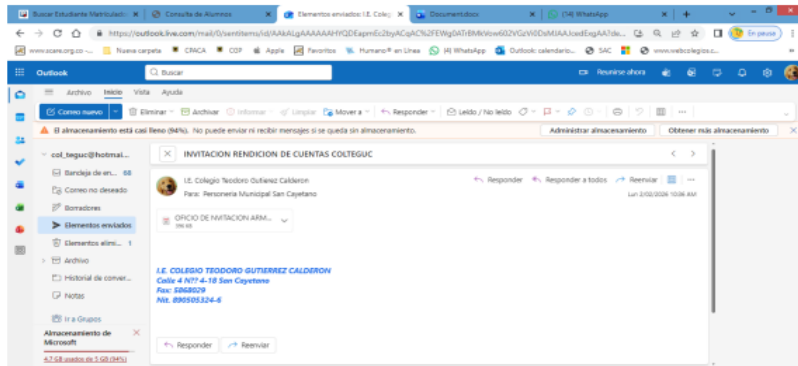 Buscar Estudiante Matriculado
Consulta de Alumnos
Elementos enviados: I.E. Coleg
Documentos
(14) WhatsApp
https://outlook.live.com/mail/0/sentitems/id/
En pausa
www.scare.org.co
Nueva carpeta
CPACA
CGP
Apple
Favoritos
Humano® en Linea
(4) WhatsApp
Outlook: calendario...
SAC
www.webcolegios.c...
Outlook
Buscar
Reunirse ahora
Archivo Inicio Vista Ayuda
Correo nuevo
Eliminar
Archivar
Informar
Limpiar
Mover a
Responder
Leído / No leído
El almacenamiento está casi lleno (94%). No puede enviar ni recibir mensajes si se queda sin almacenamiento.
Administrar almacenamiento
Obtener más almacenamiento
col_teguc@hotmai...
Bandeja de en... 68
Correo no deseado
Borradores
Elementos enviados
Elementos elimi... 1
Archivo
Historial de conver...
Notas
Ir a Grupos
Almacenamiento de
Microsoft
4.7 GB usados de 5 GB (94%)
INVITACION RENDICION DE CUENTAS COLTEGUC
I.E. Colegio Teodoro Gutierrez Calderon
Para: Personeria Municipal San Cayetano
Responder
Responder a todos
Reenviar
Lun 2/02/2026 10:36 AM
OFICIO DE INVITACION ARM...
I.E. COLEGIO TEODORO GUTIERREZ CALDERON
Calle 4 N?? 4-18 San Cayetano
Fax: 5868029
Nit. 890505324-6
Responder
Reenviar